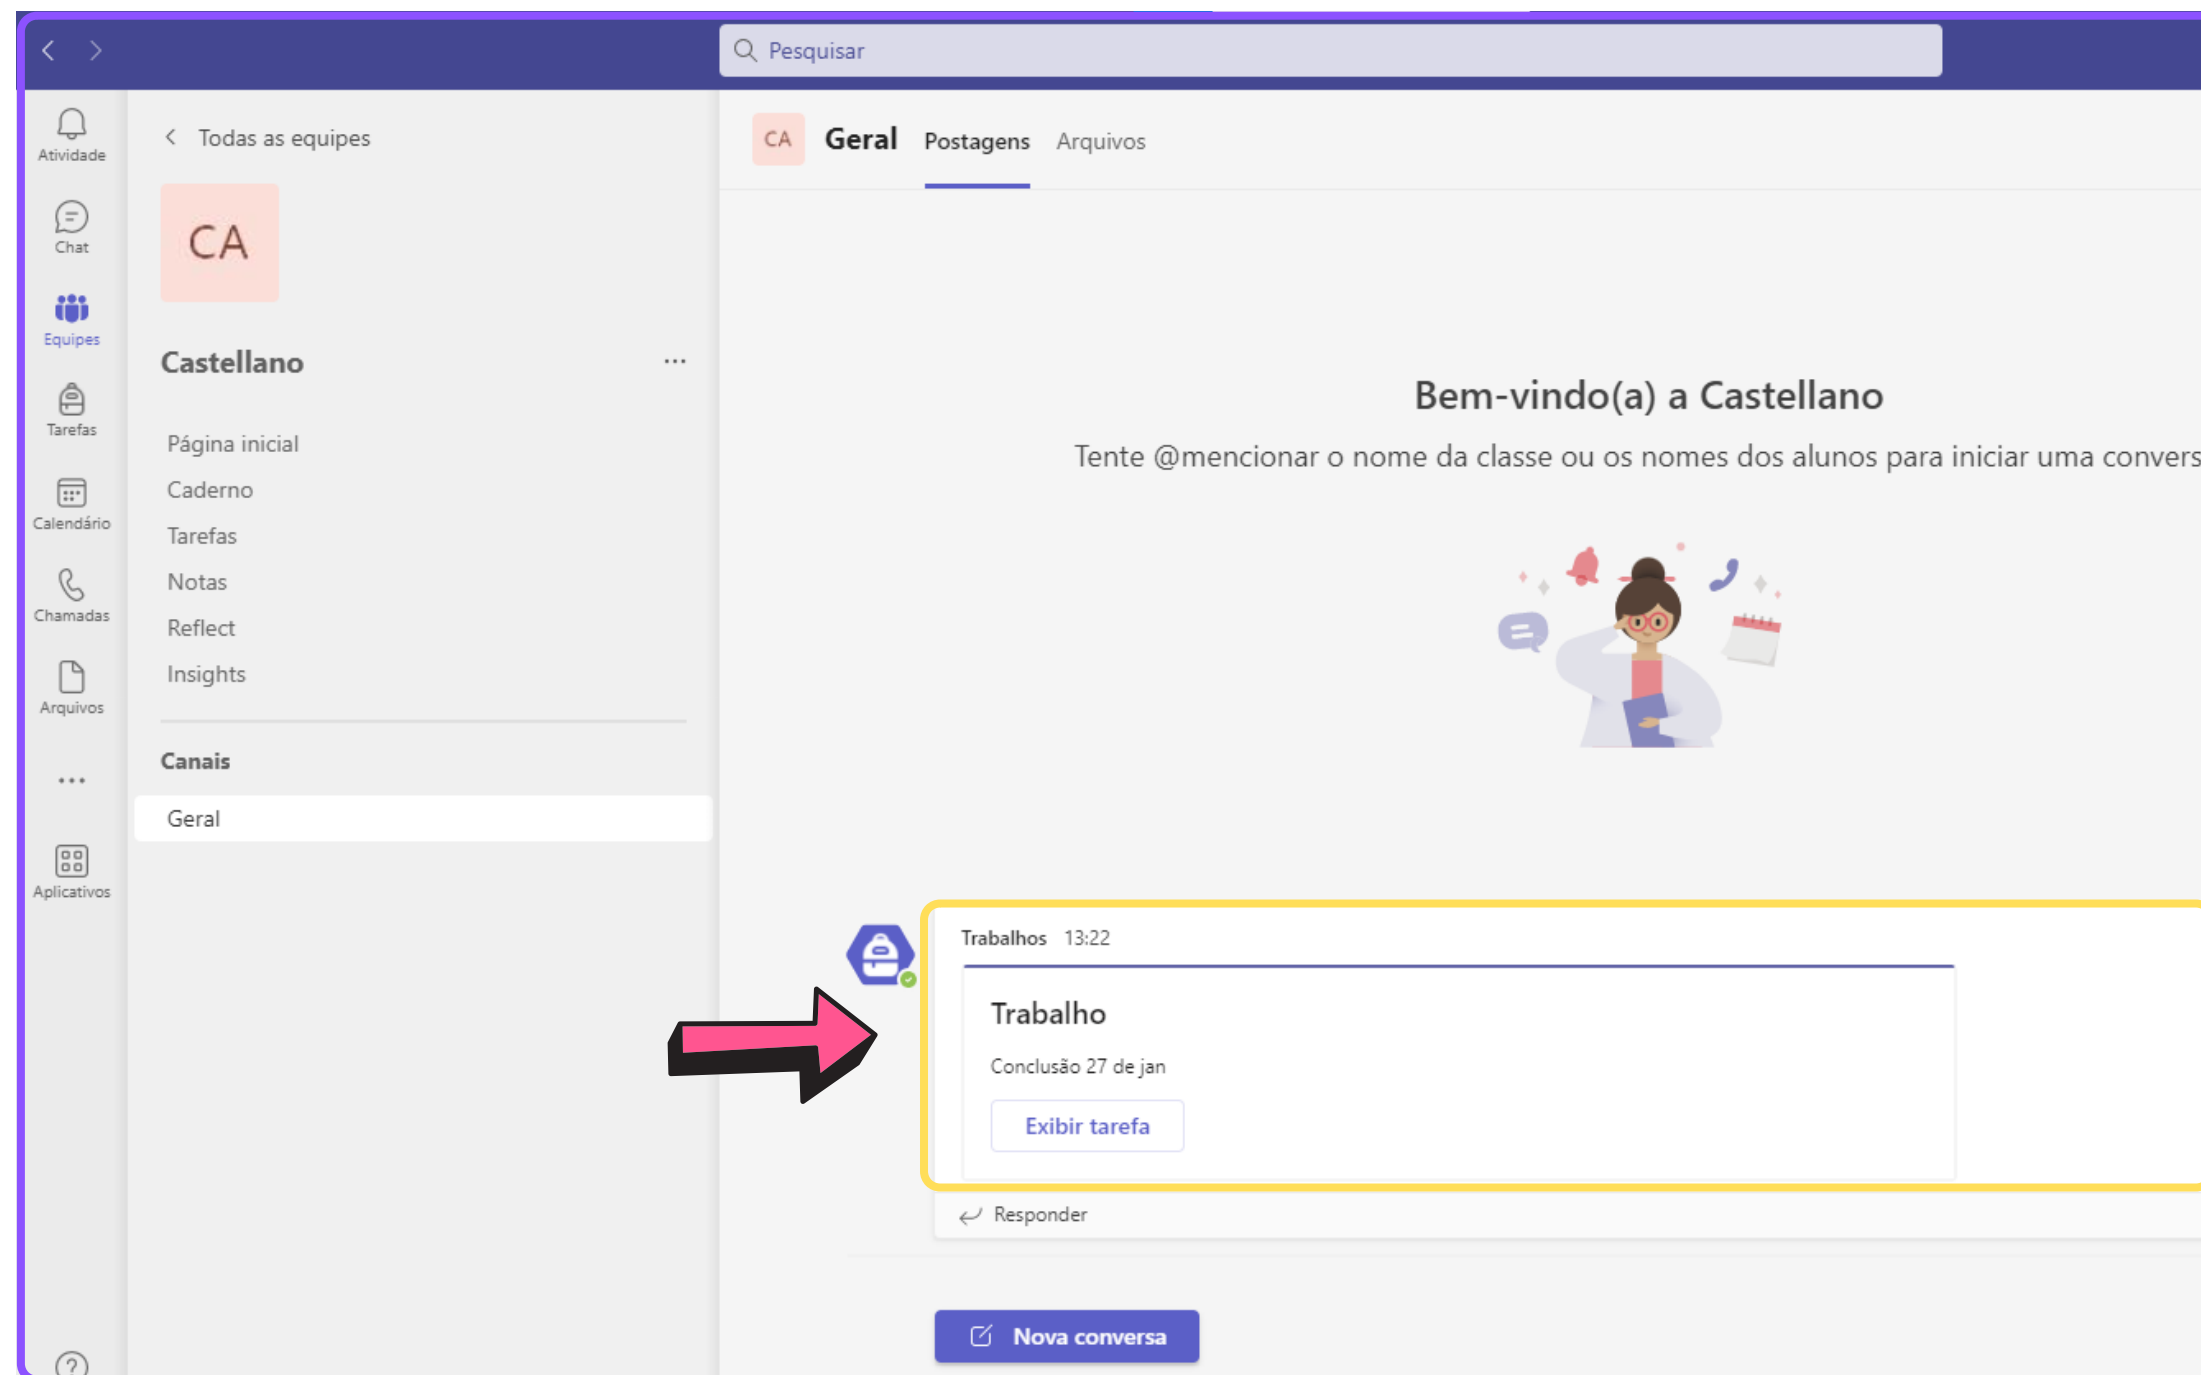 Pesquisar
Atividade
Chat
Equipes
Tarefas
Calendário
Chamadas
Arquivos
Aplicativos
Todas as equipes
CA
Castellano
Página inicial
Caderno
Tarefas
Notas
Reflect
Insights
Canais
Geral
CA Geral Postagens Arquivos
Bem-vindo(a) a Castellano
Tente @mencionar o nome da classe ou os nomes dos alunos para iniciar uma convers
Trabalhos 13:22
Trabalho
Conclusão 27 de jan
Exibir tarefa
Responder
Nova conversa